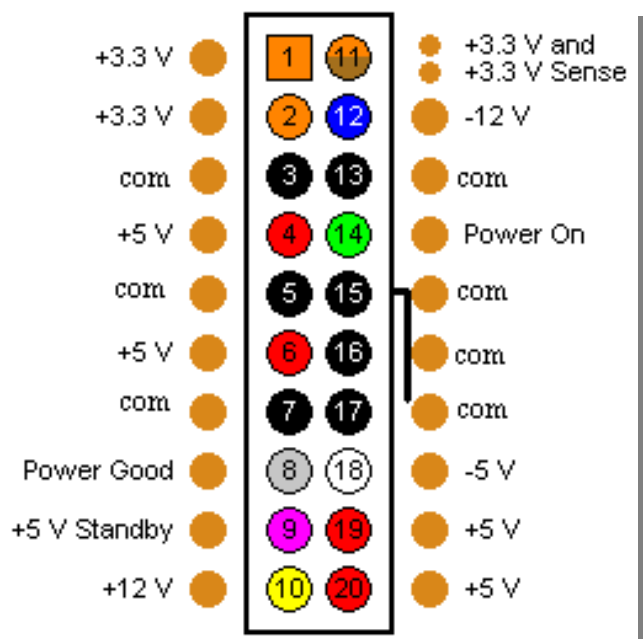 +3.3 V 1 11 +3.3 V and
+3.3 V Sense
+3.3 V 2 12 -12 V
com 3 13 com
+5 V 4 14 Power On
com 5 15 com
+5 V 6 16 com
com 7 17 com
Power Good 8 18 -5 V
+5 V Standby 9 19 +5 V
+12 V 10 20 +5 V